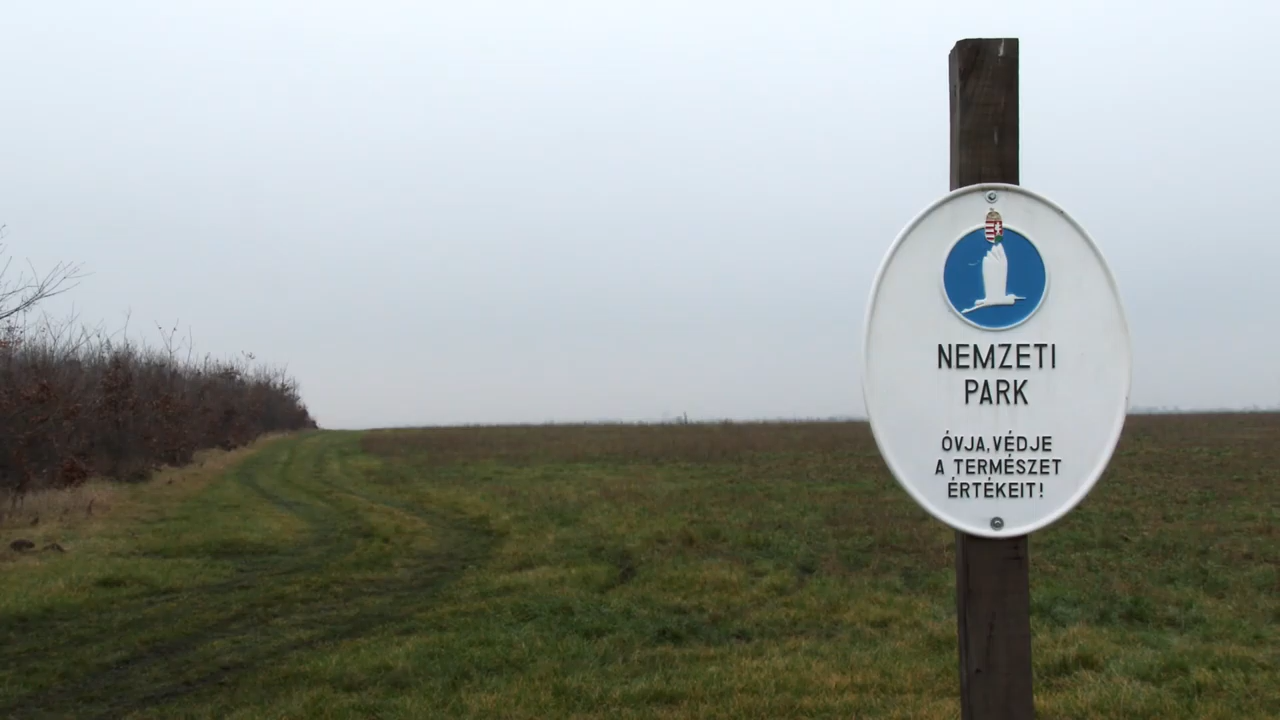 NEMZETI
PARK
ÓVJA, VÉDJE
A TERMÉSZET
ÉRTÉKEIT!